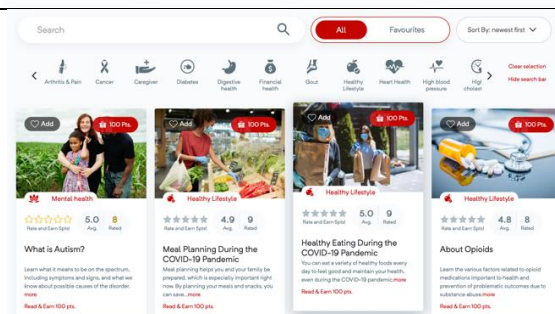 Search
All
Favourites
Sort By: newest first
Arthritis & Pain
Cancer
Caregiver
Diabetes
Digestive
health
Financial
health
Gout
Healthy
Lifestyle
Heart Health
High blood
pressure
Clear selection
Hide search bar
Add
100 Pts.
Mental health
5.0
8
Rate and Earn 5pts!
Avg.
Rated
What is Autism?
Learn what it means to be on the spectrum,
including symptoms and signs, and what we
know about possible causes of the disorder.
more
Read & Earn 100 pts.
Add
100 Pts.
Healthy Lifestyle
4.9
9
Rate and Earn 5pts!
Avg.
Rated
Meal Planning During the
COVID-19 Pandemic
Meal planning helps you and your family be
prepared, which is especially important right
now. By planning your meals and snacks, you
can save...more
Read & Earn 100 pts.
Add
100 Pts.
Healthy Lifestyle
5.0
9
Rate and Earn 5pts!
Avg.
Rated
Healthy Eating During the
COVID-19 Pandemic
You can eat a variety of healthy foods every
day to feel good and maintain your health,
even during the COVID-19 pandemic.more
Read & Earn 100 pts.
Add
100 Pts.
Healthy Lifestyle
4.8
8
Rate and Earn 5pts!
Avg.
Rated
About Opioids
Learn the various factors related to opioid
medications important to health and
prevention of problematic outcomes due to
substance abuse.more
Read & Earn 100 pts.